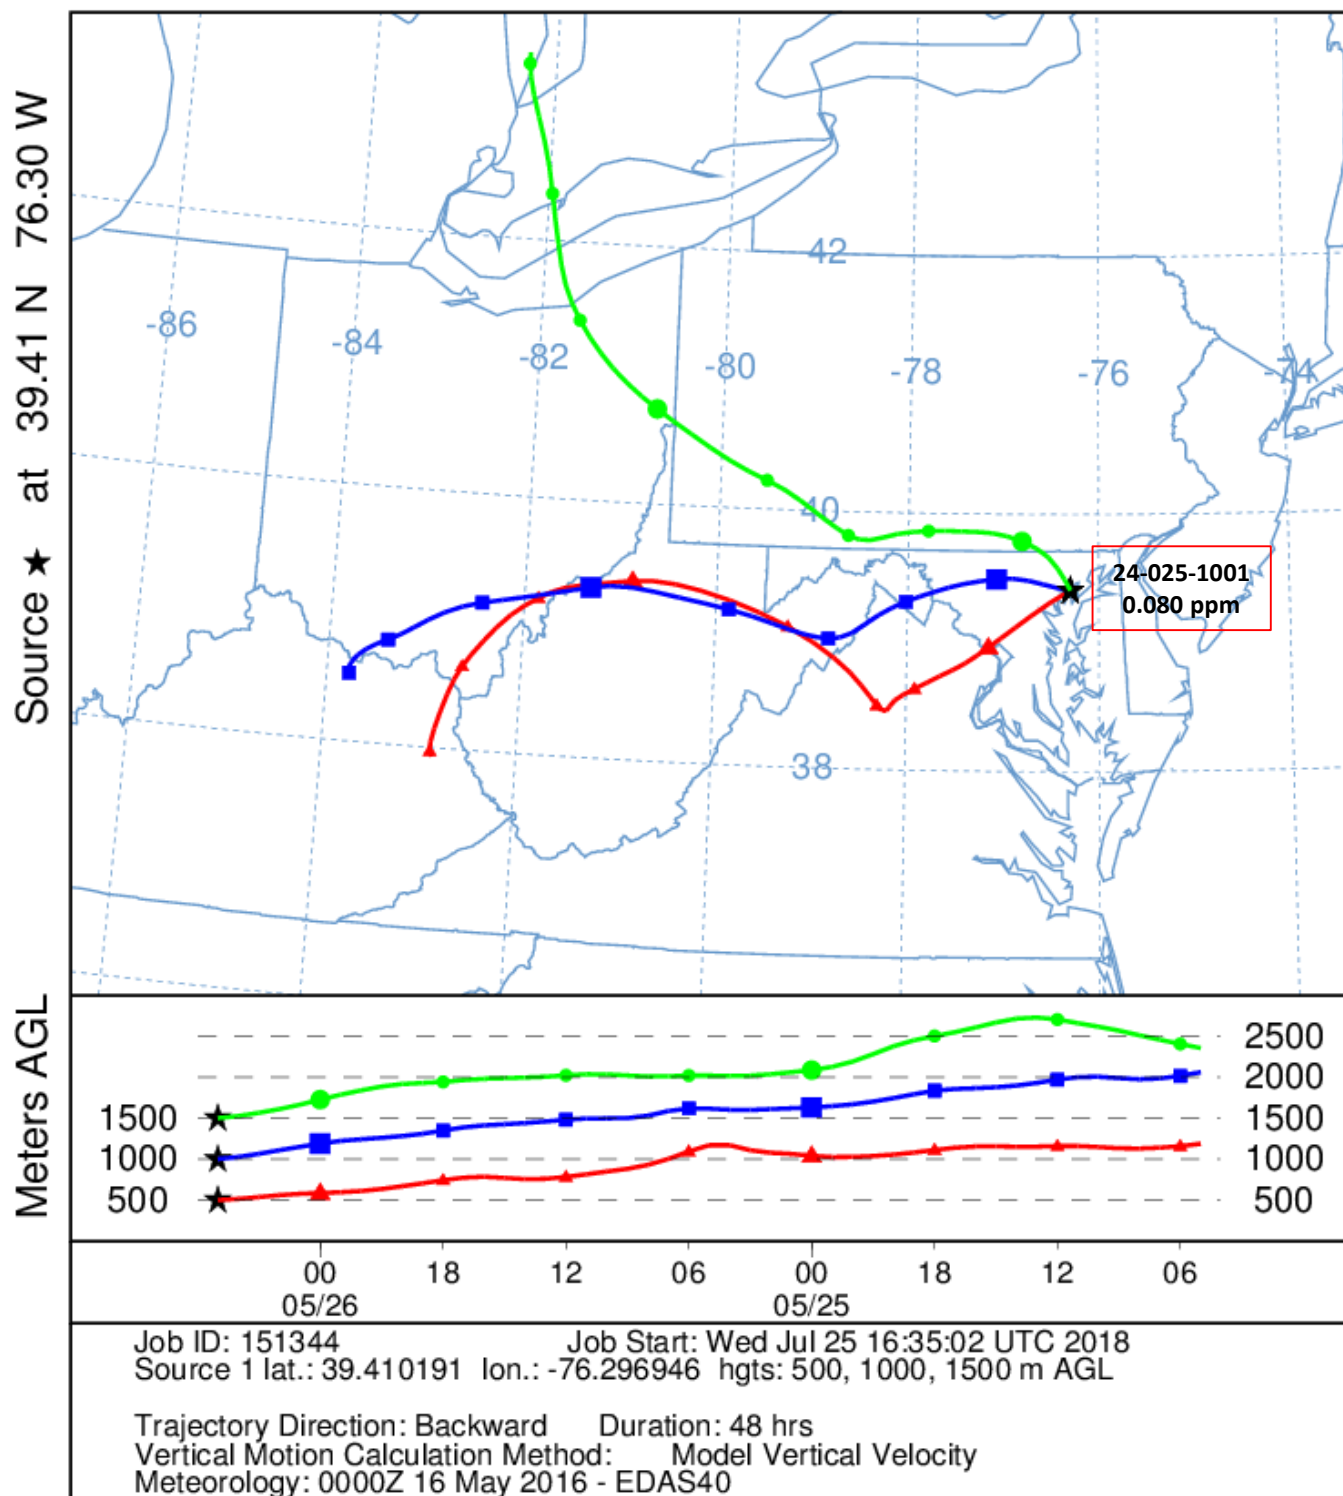 Source ★ at 39.41 N 76.30 W
42
-86
-84
-82
-80
-78
-76
-74
40
24-025-1001
0.080 ppm
38
Meters AGL
2500
2000
1500 1500
1000 1000
500 500
00 18 12 06 00 18 12 06
05/26 05/25
Job ID: 151344 Job Start: Wed Jul 25 16:35:02 UTC 2018
Source 1 lat.: 39.410191 lon.: -76.296946 hgts: 500, 1000, 1500 m AGL
Trajectory Direction: Backward Duration: 48 hrs
Vertical Motion Calculation Method: Model Vertical Velocity
Meteorology: 0000Z 16 May 2016 - EDAS40